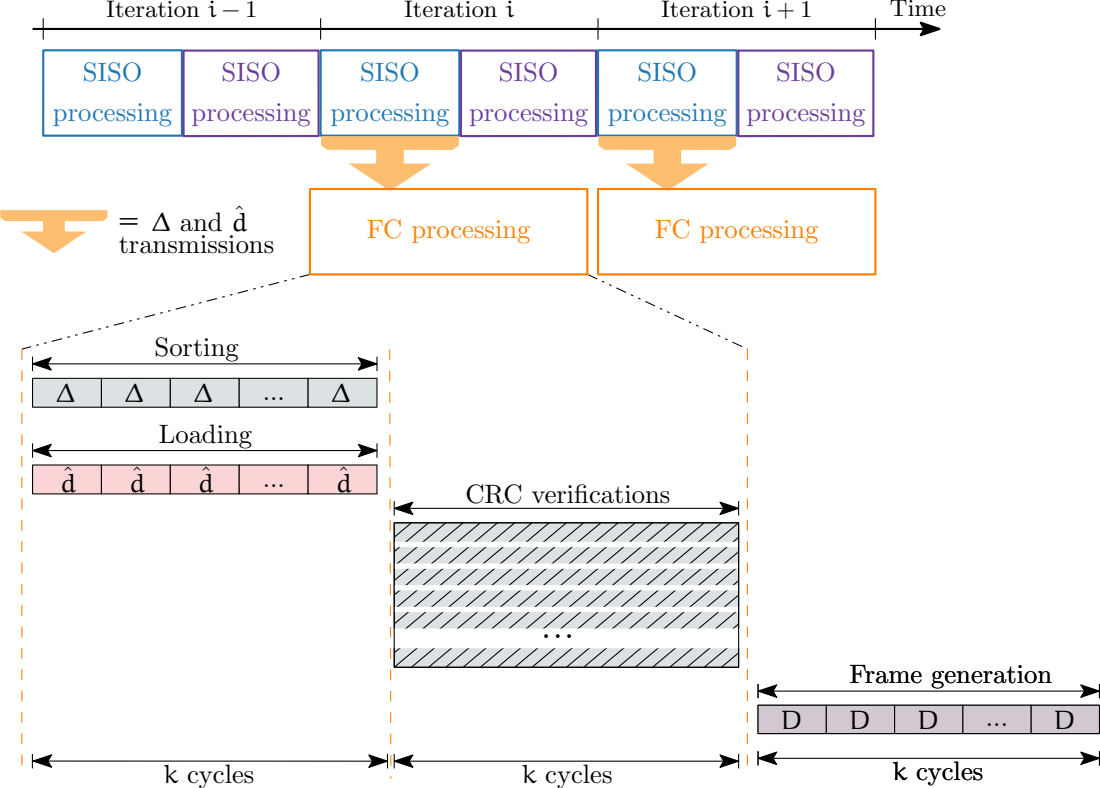 Iteration i − 1
Iteration i
Iteration i + 1
Time
SISO
processing
SISO
processing
SISO
processing
SISO
processing
SISO
processing
SISO
processing
= Δ and d̂
transmissions
FC processing
FC processing
Sorting
Δ Δ Δ ... Δ
Loading
d̂ d̂ d̂ ... d̂
CRC verifications
...
Frame generation
D D D ... D
k cycles
k cycles
k cycles